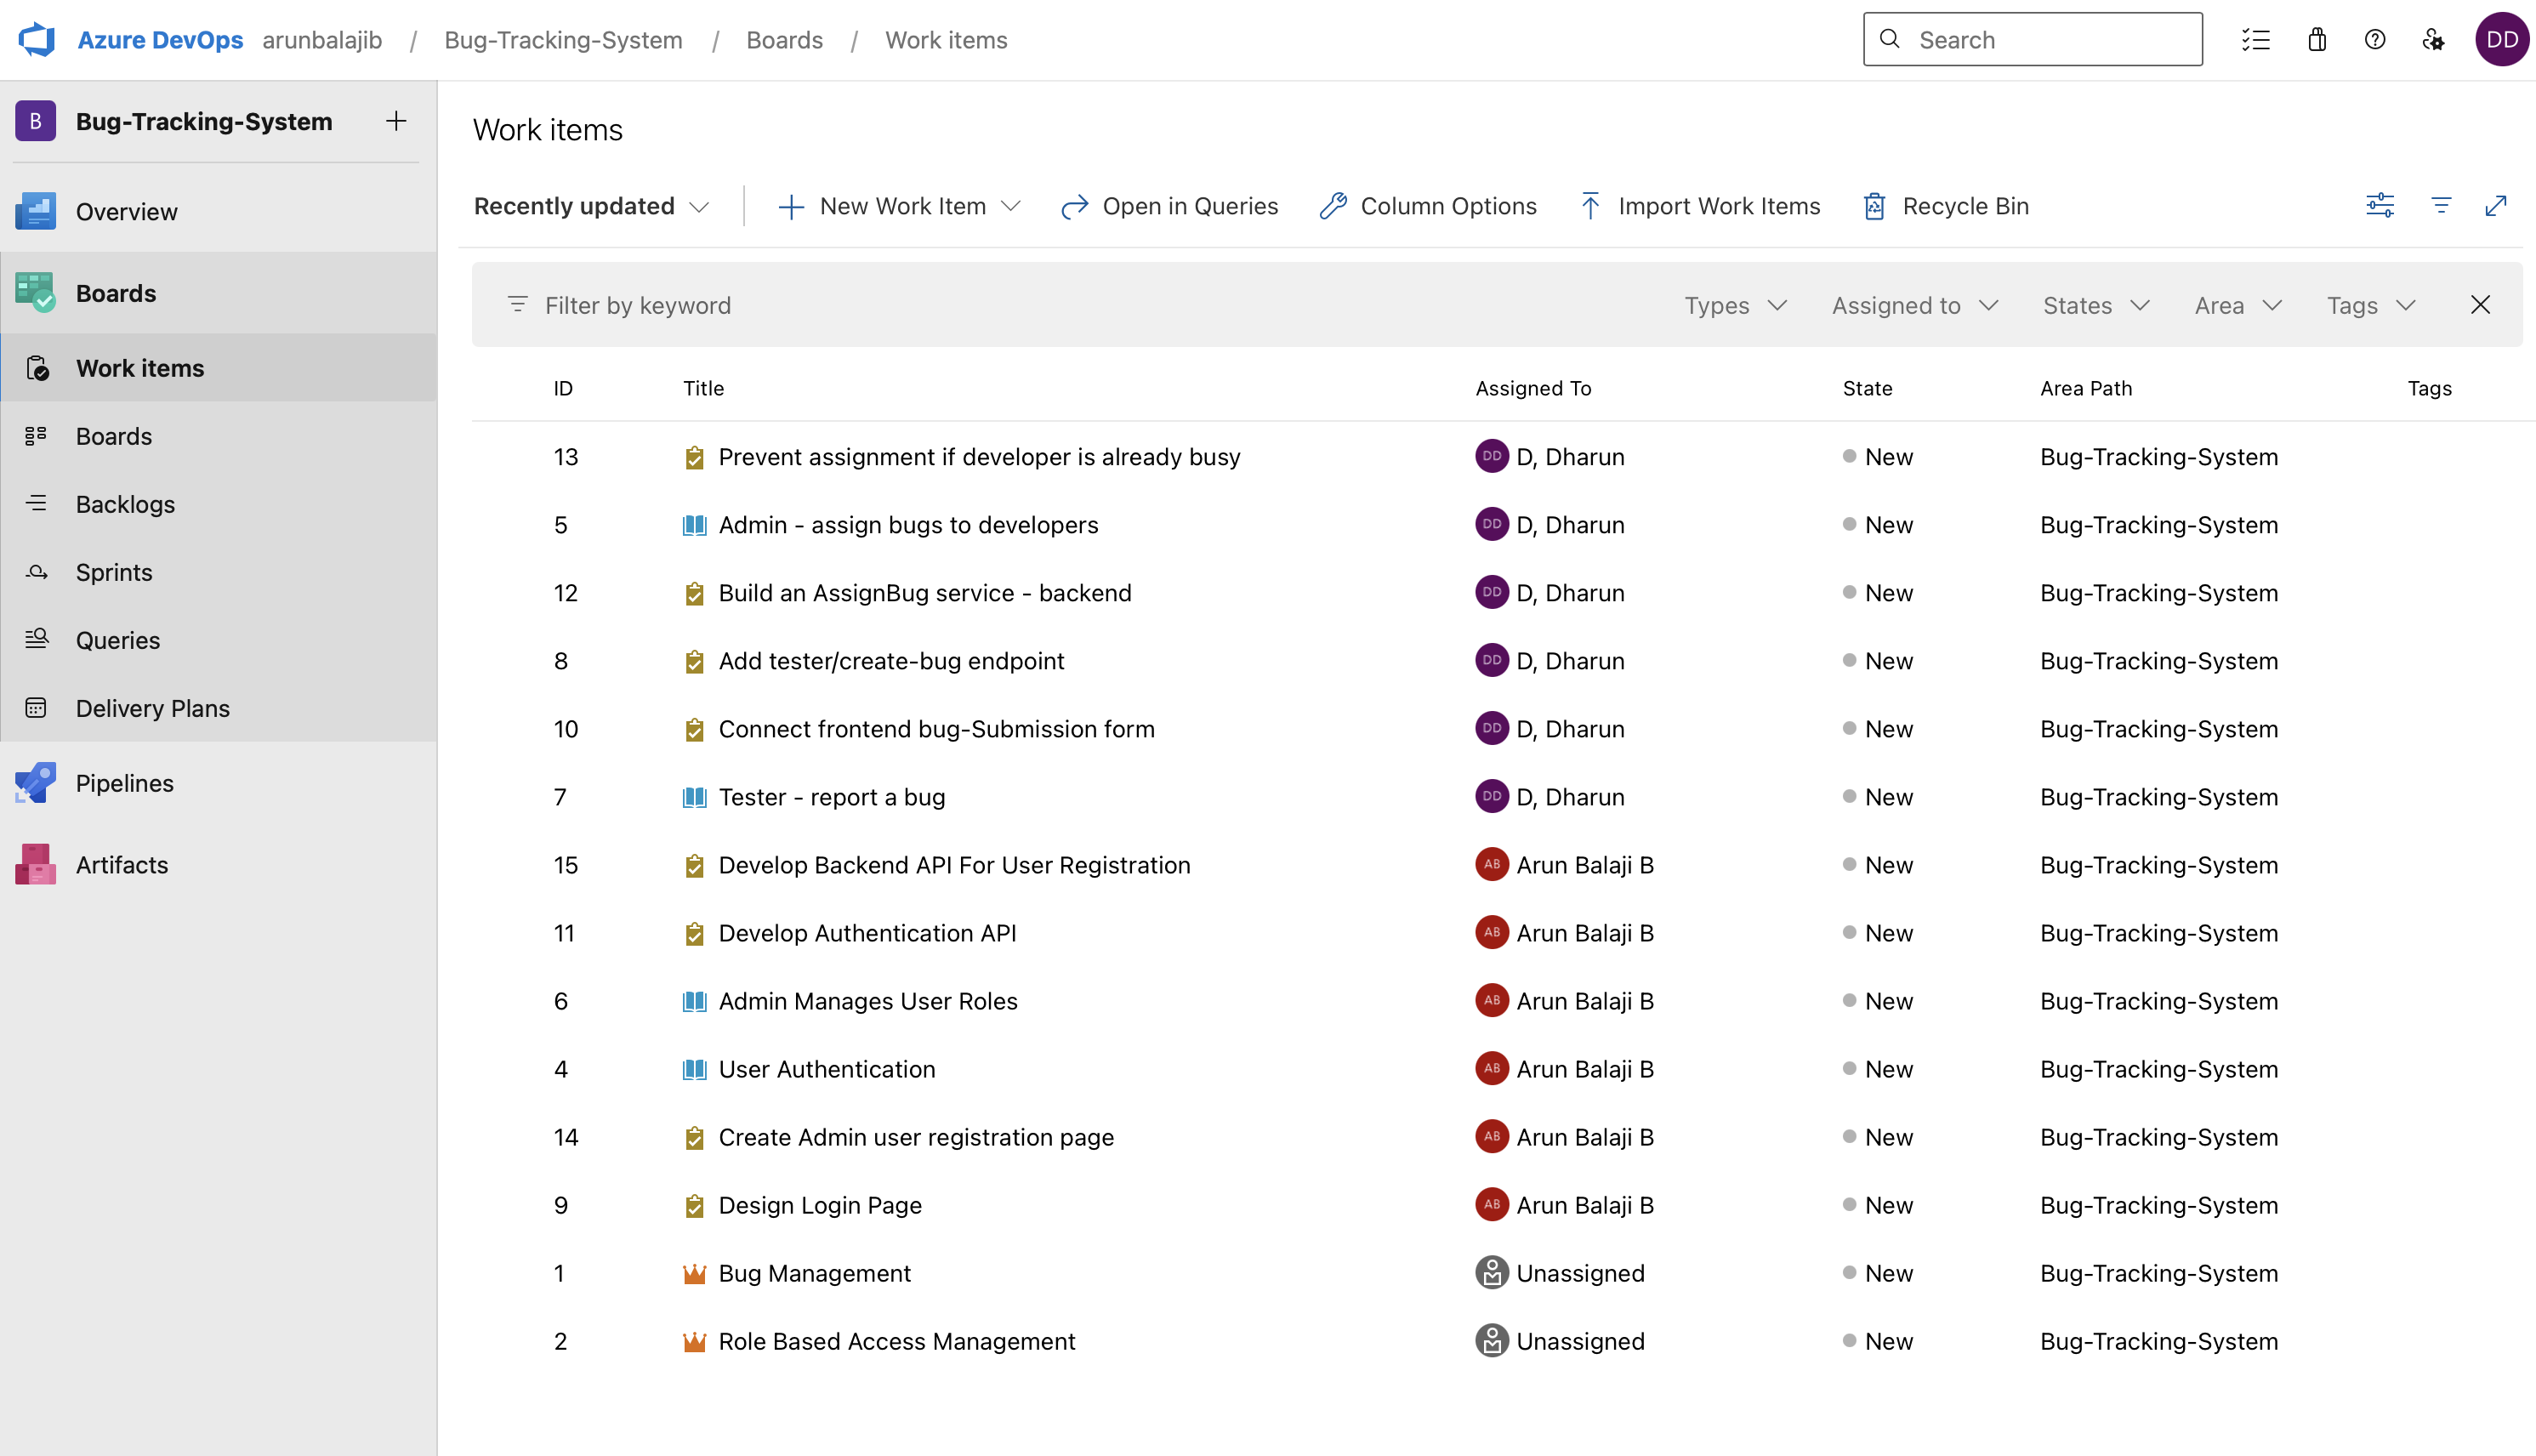 Azure DevOps arunbalajib / Bug-Tracking-System / Boards / Work items Search DD
B Bug-Tracking-System
Overview
Boards
Work items
Boards
Backlogs
Sprints
Queries
Delivery Plans
Pipelines
Artifacts
Work items
Recently updated New Work Item Open in Queries Column Options Import Work Items Recycle Bin
Filter by keyword Types Assigned to States Area Tags
ID Title Assigned To State Area Path Tags
13 Prevent assignment if developer is already busy DD D, Dharun New Bug-Tracking-System
5 Admin - assign bugs to developers DD D, Dharun New Bug-Tracking-System
12 Build an AssignBug service - backend DD D, Dharun New Bug-Tracking-System
8 Add tester/create-bug endpoint DD D, Dharun New Bug-Tracking-System
10 Connect frontend bug-Submission form DD D, Dharun New Bug-Tracking-System
7 Tester - report a bug DD D, Dharun New Bug-Tracking-System
15 Develop Backend API For User Registration AB Arun Balaji B New Bug-Tracking-System
11 Develop Authentication API AB Arun Balaji B New Bug-Tracking-System
6 Admin Manages User Roles AB Arun Balaji B New Bug-Tracking-System
4 User Authentication AB Arun Balaji B New Bug-Tracking-System
14 Create Admin user registration page AB Arun Balaji B New Bug-Tracking-System
9 Design Login Page AB Arun Balaji B New Bug-Tracking-System
1 Bug Management Unassigned New Bug-Tracking-System
2 Role Based Access Management Unassigned New Bug-Tracking-System